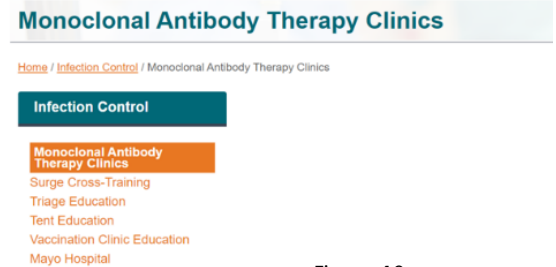 Monoclonal Antibody Therapy Clinics
Home / Infection Control / Monoclonal Antibody Therapy Clinics
Infection Control
Monoclonal Antibody
Therapy Clinics
Surge Cross-Training
Triage Education
Tent Education
Vaccination Clinic Education
Mayo Hospital